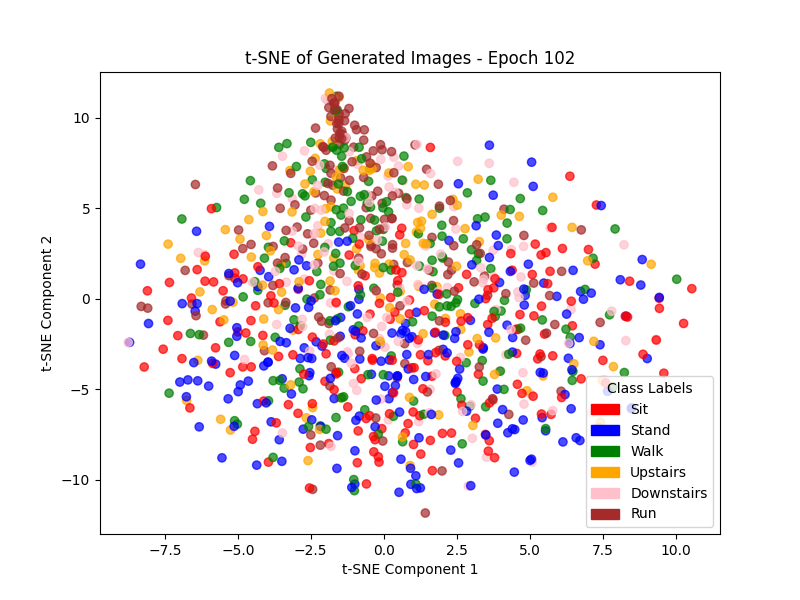 t-SNE of Generated Images - Epoch 102
t-SNE Component 2
10
5
0
−5
−10
Class Labels
Sit
Stand
Walk
Upstairs
Downstairs
Run
−7.5 −5.0 −2.5 0.0 2.5 5.0 7.5 10.0
t-SNE Component 1